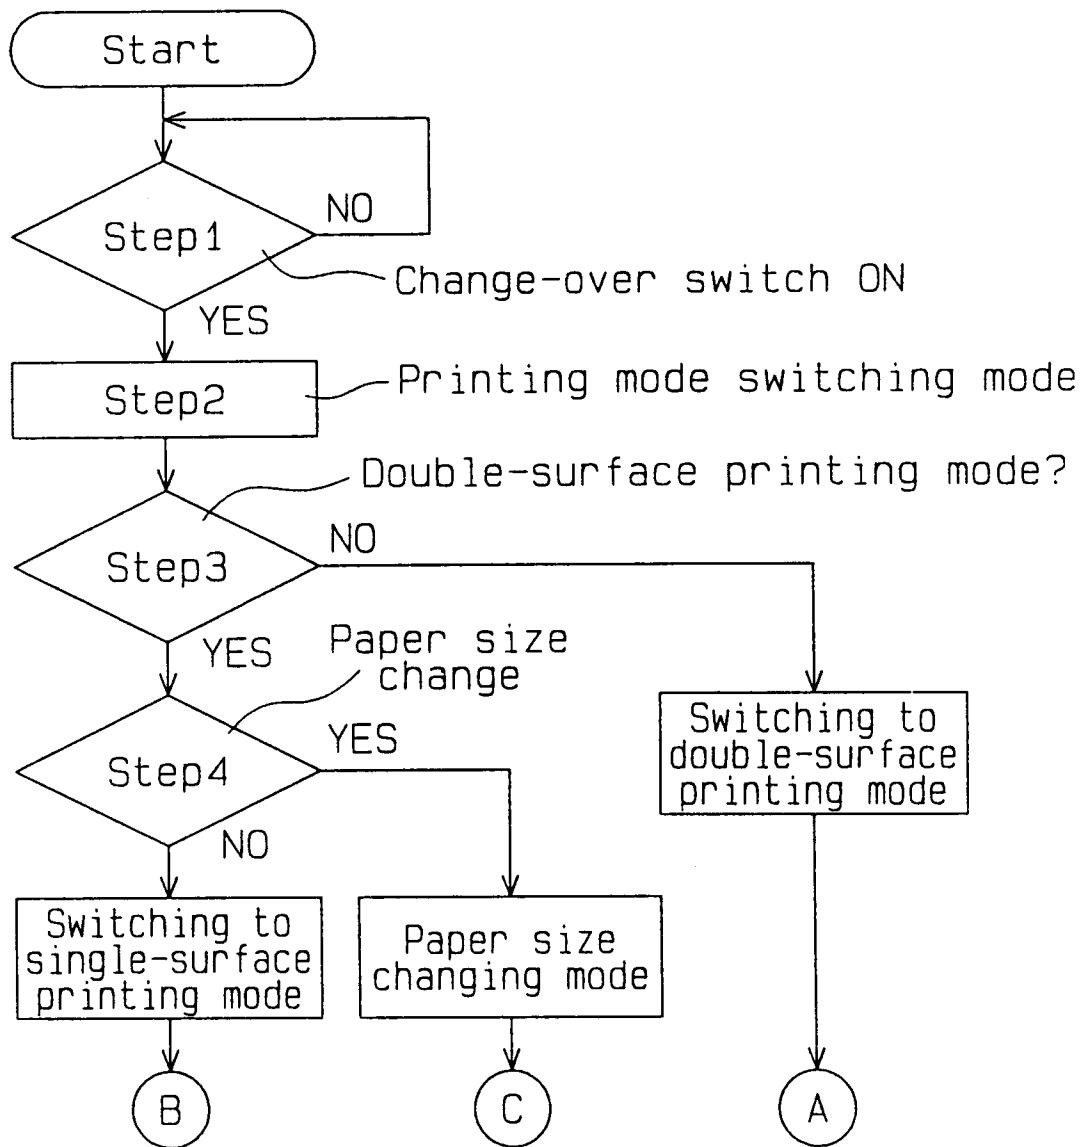 Start
NO
Step1
Change-over switch ON
YES
Step2
Printing mode switching mode
Double-surface printing mode?
NO
Step3
YES
Paper size
change
YES
Step4
NO
Switching to
double-surface
printing mode
Switching to
single-surface
printing mode
Paper size
changing mode
B
C
A